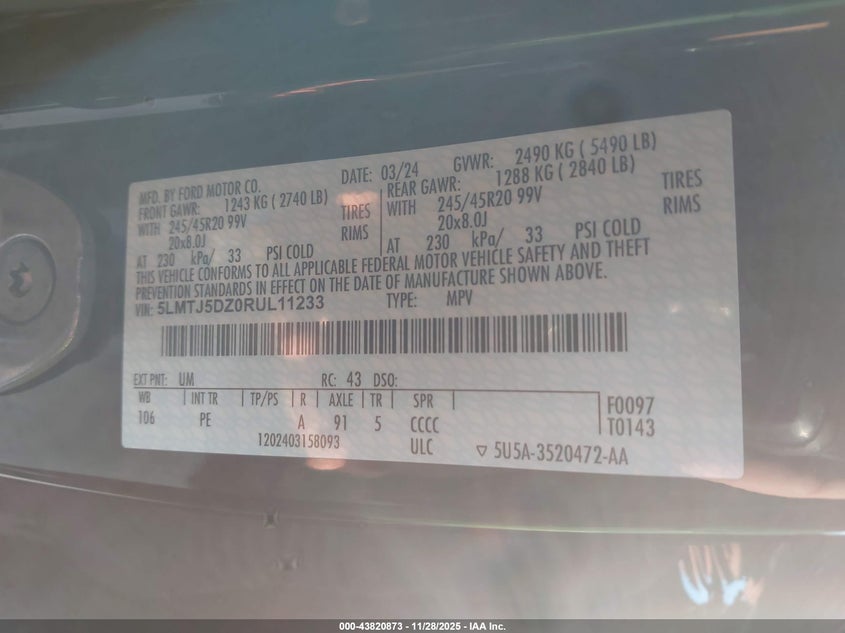 MFD. BY FORD MOTOR CO. DATE: 03/24 GVWR: 2490 KG ( 5490 LB)
FRONT GAWR: 1243 KG ( 2740 LB) REAR GAWR: 1288 KG ( 2840 LB)
WITH 245/45R20 99V TIRES WITH 245/45R20 99V TIRES
20x8.0J RIMS 20x8.0J RIMS
AT 230 kPa/ 33 PSI COLD AT 230 kPa/ 33 PSI COLD
THIS VEHICLE CONFORMS TO ALL APPLICABLE FEDERAL MOTOR VEHICLE SAFETY AND THEFT
PREVENTION STANDARDS IN EFFECT ON THE DATE OF MANUFACTURE SHOWN ABOVE.
VIN: 5LMTJ5DZ0RUL11233 TYPE: MPV
EXT PNT: UM RC: 43 DSO:
WB INT TR TP/PS R AXLE TR SPR
106 PE A 91 5 CCCC
F0097
T0143
1202403158093 ULC ▽ 5U5A-3520472-AA
000-43820873 - 11/28/2025 - IAA Inc.